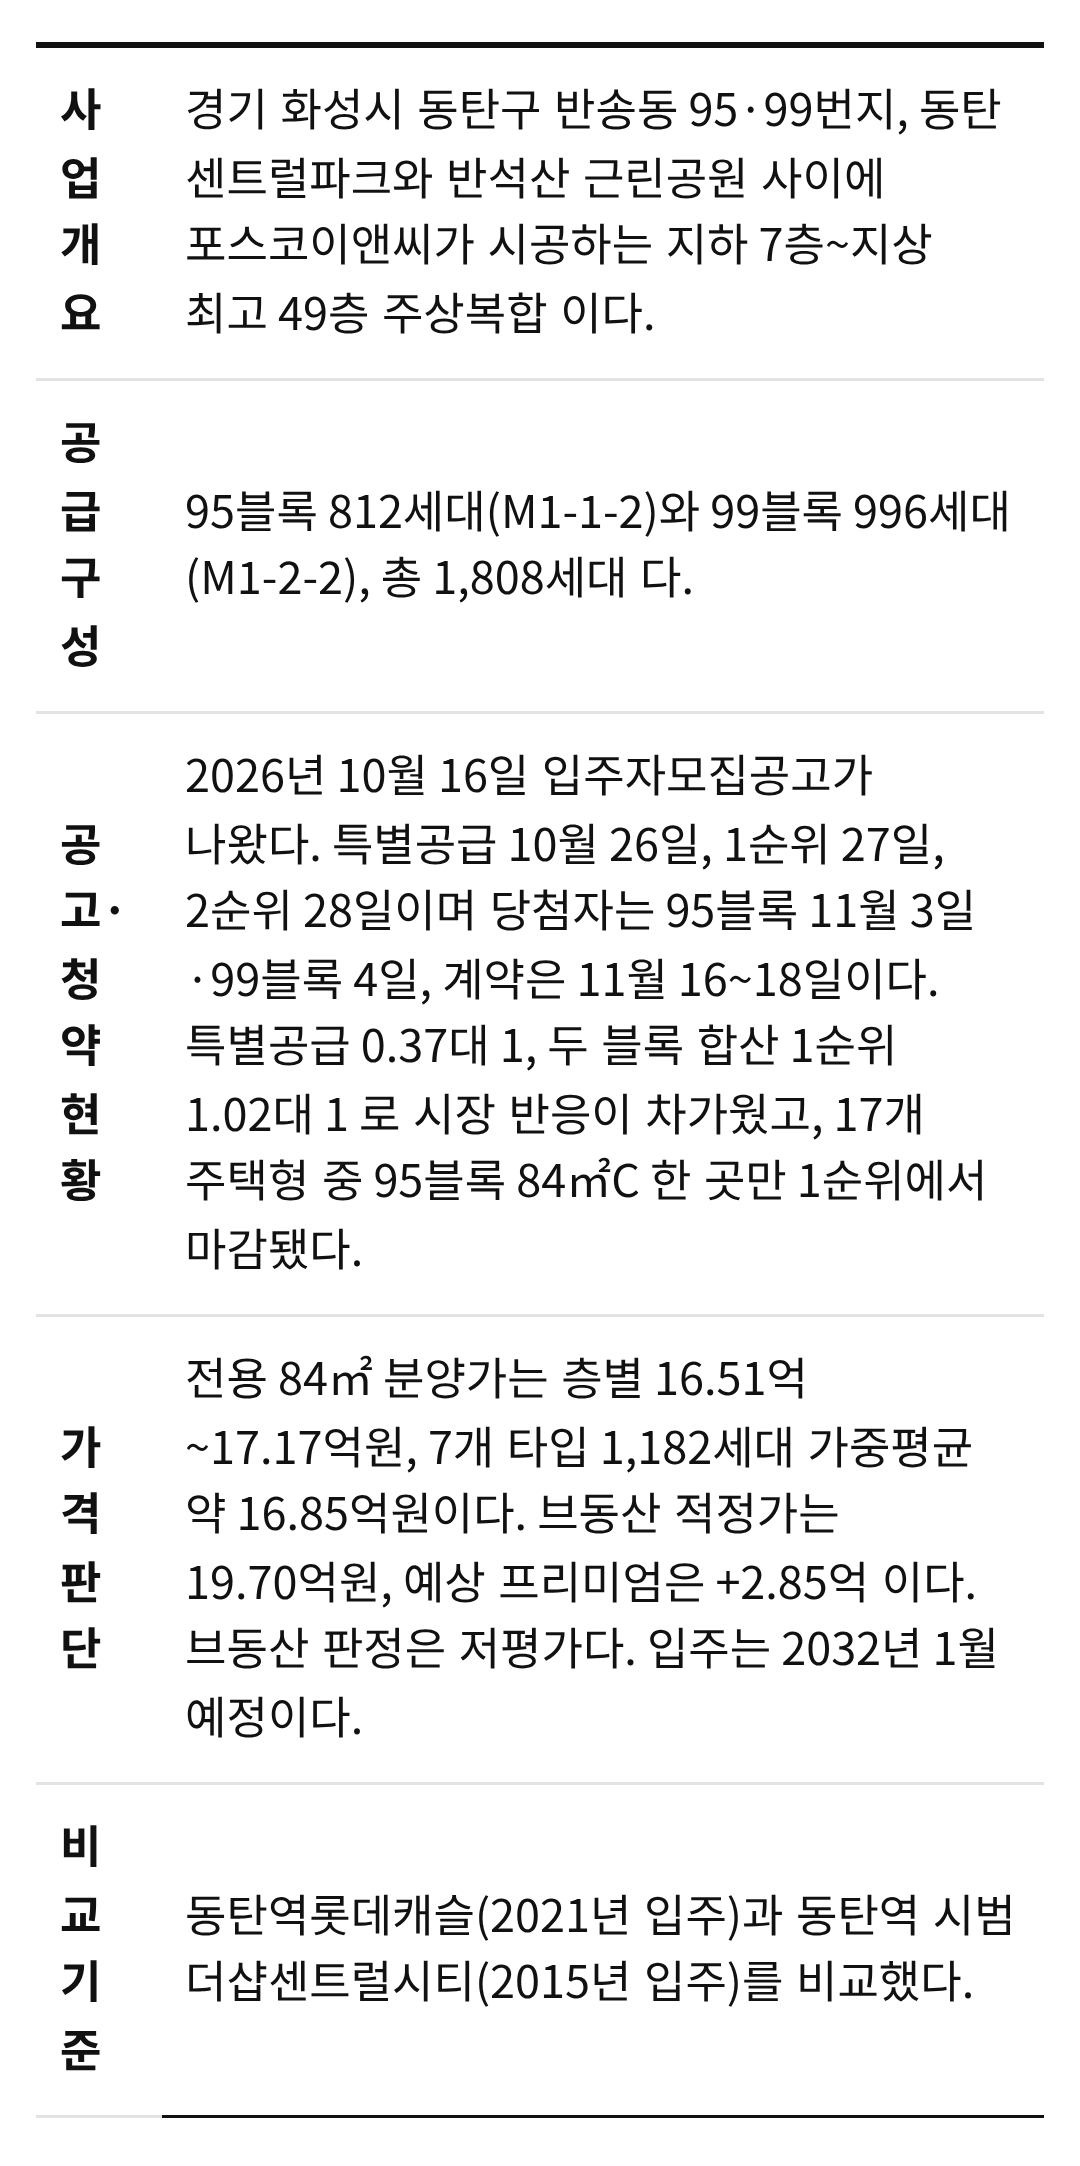 사업개요
경기 화성시 동탄구 반송동 95·99번지, 동탄
센트럴파크와 반석산 근린공원 사이에
포스코이앤씨가 시공하는 지하 7층~지상
최고 49층 주상복합 이다.
공급구성
95블록 812세대(M1-1-2)와 99블록 996세대
(M1-2-2), 총 1,808세대 다.
공고·청약현황
2026년 10월 16일 입주자모집공고가
나왔다. 특별공급 10월 26일, 1순위 27일,
2순위 28일이며 당첨자는 95블록 11월 3일
·99블록 4일, 계약은 11월 16~18일이다.
특별공급 0.37대 1, 두 블록 합산 1순위
1.02대 1 로 시장 반응이 차가웠고, 17개
주택형 중 95블록 84㎡C 한 곳만 1순위에서
마감됐다.
가격판단
전용 84㎡ 분양가는 층별 16.51억
~17.17억원, 7개 타입 1,182세대 가중평균
약 16.85억원이다. 브동산 적정가는
19.70억원, 예상 프리미엄은 +2.85억 이다.
브동산 판정은 저평가다. 입주는 2032년 1월
예정이다.
비교기준
동탄역롯데캐슬(2021년 입주)과 동탄역 시범
더샵센트럴시티(2015년 입주)를 비교했다.